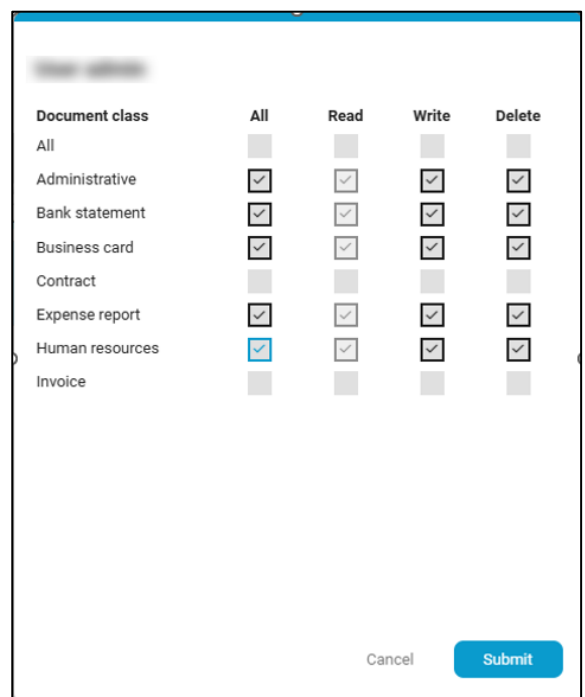 Document class All Read Write Delete
All
Administrative
Bank statement
Business card
Contract
Expense report
Human resources
Invoice
Cancel Submit